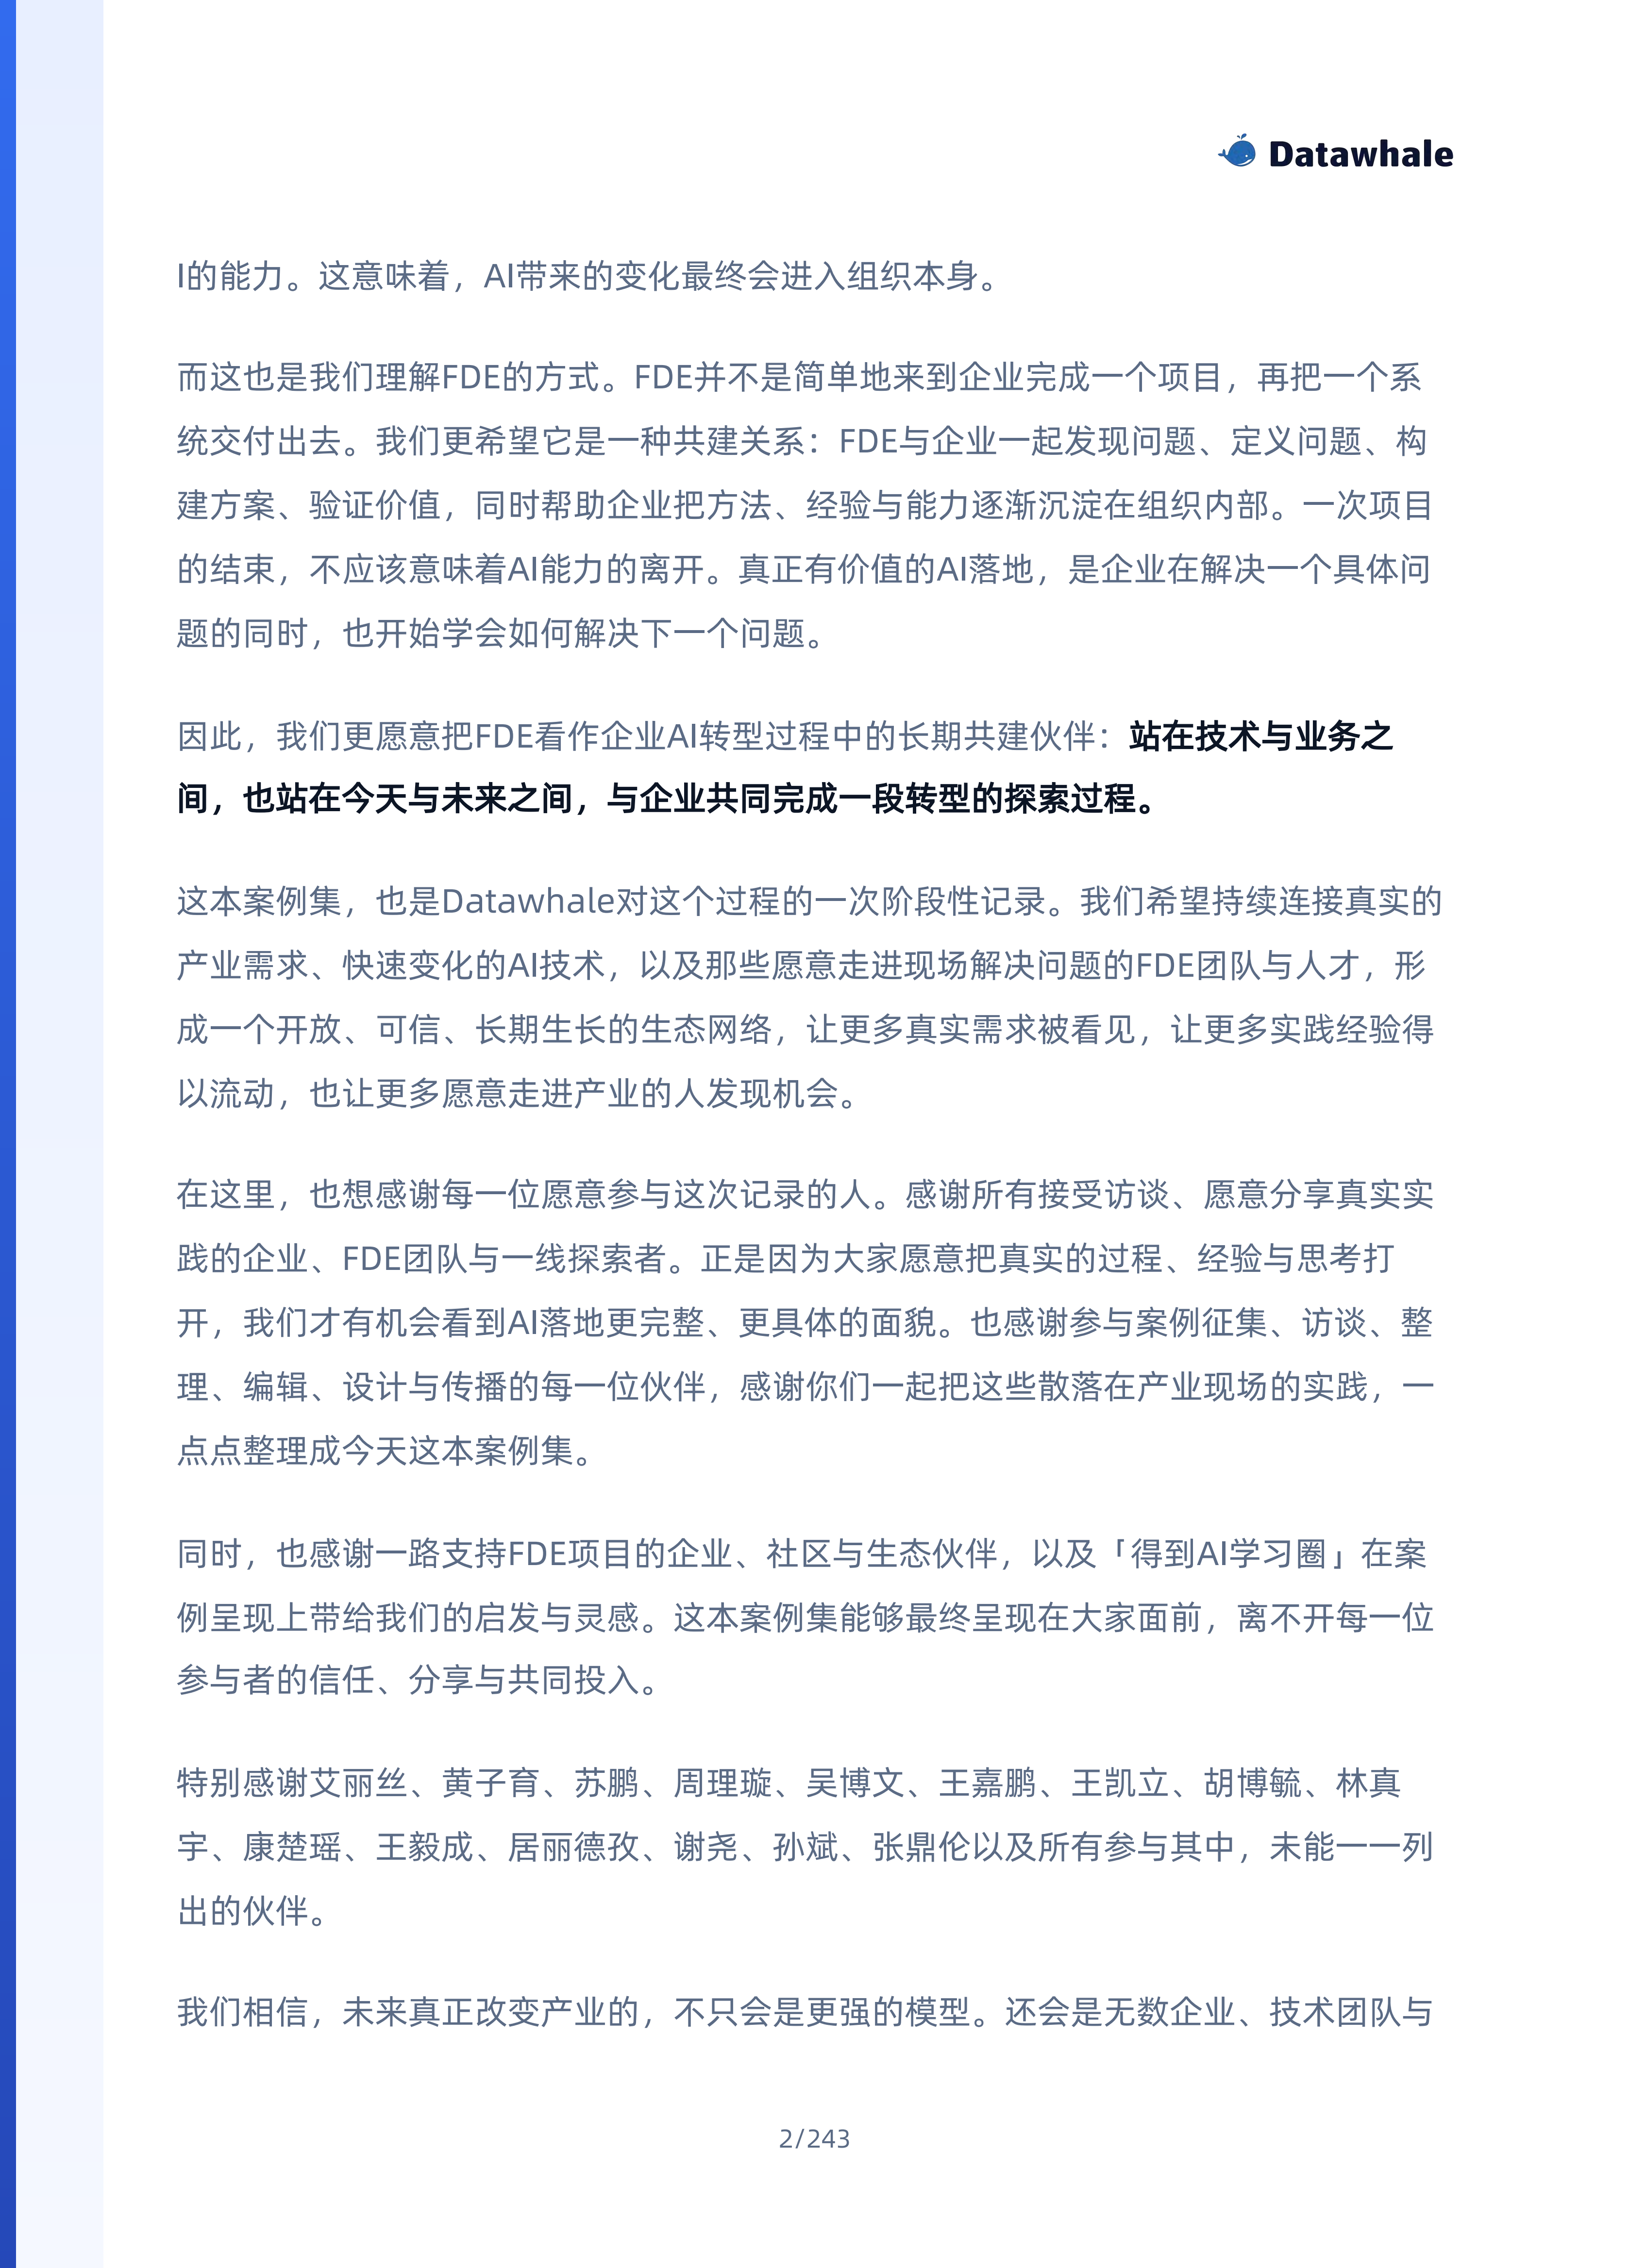 Datawhale
I的能力。这意味着，AI带来的变化最终会进入组织本身。
而这也是我们理解FDE的方式。FDE并不是简单地来到企业完成一个项目，再把一个系
统交付出去。我们更希望它是一种共建关系：FDE与企业一起发现问题、定义问题、构
建方案、验证价值，同时帮助企业把方法、经验与能力逐渐沉淀在组织内部。一次项目
的结束，不应该意味着AI能力的离开。真正有价值的AI落地，是企业在解决一个具体问
题的同时，也开始学会如何解决下一个问题。
因此，我们更愿意把FDE看作企业AI转型过程中的长期共建伙伴：站在技术与业务之
间，也站在今天与未来之间，与企业共同完成一段转型的探索过程。
这本案例集，也是Datawhale对这个过程的一次阶段性记录。我们希望持续连接真实的
产业需求、快速变化的AI技术，以及那些愿意走进现场解决问题的FDE团队与人才，形
成一个开放、可信、长期生长的生态网络，让更多真实需求被看见，让更多实践经验得
以流动，也让更多愿意走进产业的人发现机会。
在这里，也想感谢每一位愿意参与这次记录的人。感谢所有接受访谈、愿意分享真实实
践的企业、FDE团队与一线探索者。正是因为大家愿意把真实的过程、经验与思考打
开，我们才有机会看到AI落地更完整、更具体的面貌。也感谢参与案例征集、访谈、整
理、编辑、设计与传播的每一位伙伴，感谢你们一起把这些散落在产业现场的实践，一
点点整理成今天这本案例集。
同时，也感谢一路支持FDE项目的企业、社区与生态伙伴，以及「得到AI学习圈」在案
例呈现上带给我们的启发与灵感。这本案例集能够最终呈现在大家面前，离不开每一位
参与者的信任、分享与共同投入。
特别感谢艾丽丝、黄子育、苏鹏、周理璇、吴博文、王嘉鹏、王凯立、胡博毓、林真
宇、康楚瑶、王毅成、居丽德孜、谢尧、孙斌、张鼎伦以及所有参与其中，未能一一列
出的伙伴。
我们相信，未来真正改变产业的，不只会是更强的模型。还会是无数企业、技术团队与
2/243